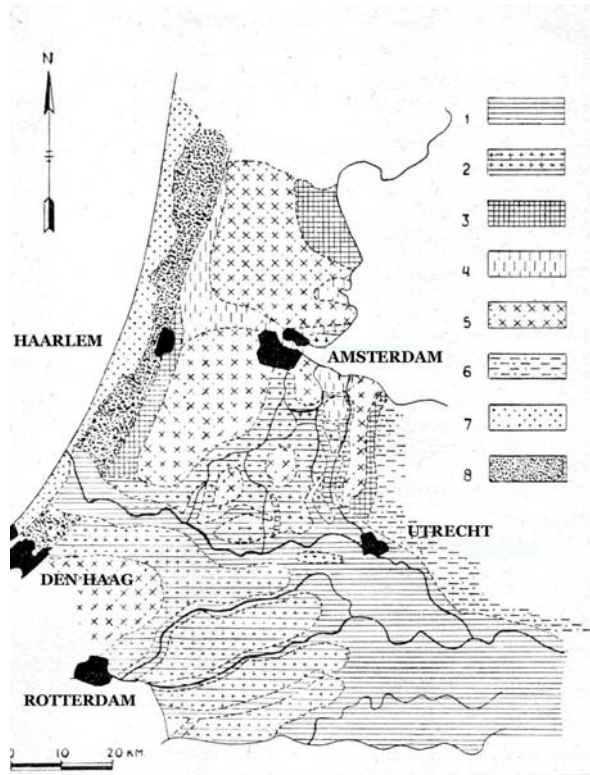 N
1
2
3
4
5
6
7
8
HAARLEM
AMSTERDAM
UTRECHT
DEN HAAG
ROTTERDAM
0 10 20 KM.